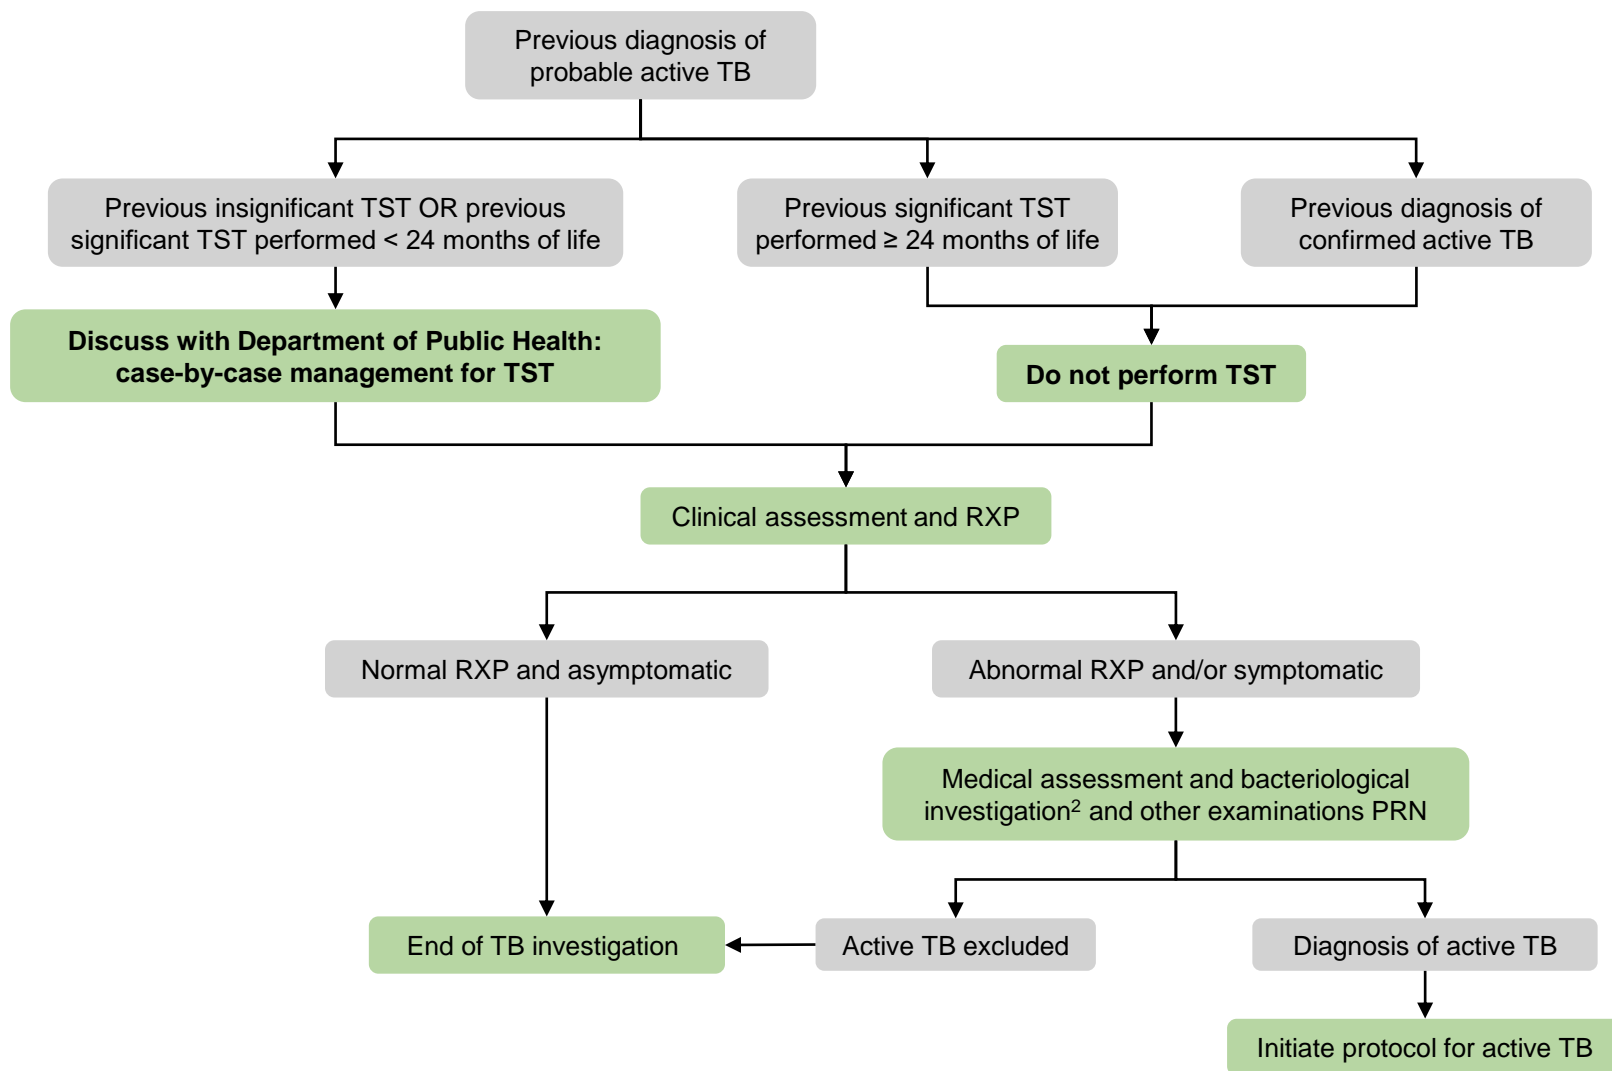 Previous diagnosis of
probable active TB
Previous insignificant TST OR previous
significant TST performed < 24 months of life
Previous significant TST
performed ≥ 24 months of life
Previous diagnosis of
confirmed active TB
Discuss with Department of Public Health:
case-by-case management for TST
Do not perform TST
Clinical assessment and RXP
Normal RXP and asymptomatic
Abnormal RXP and/or symptomatic
Medical assessment and bacteriological
investigation² and other examinations PRN
End of TB investigation
Active TB excluded
Diagnosis of active TB
Initiate protocol for active TB